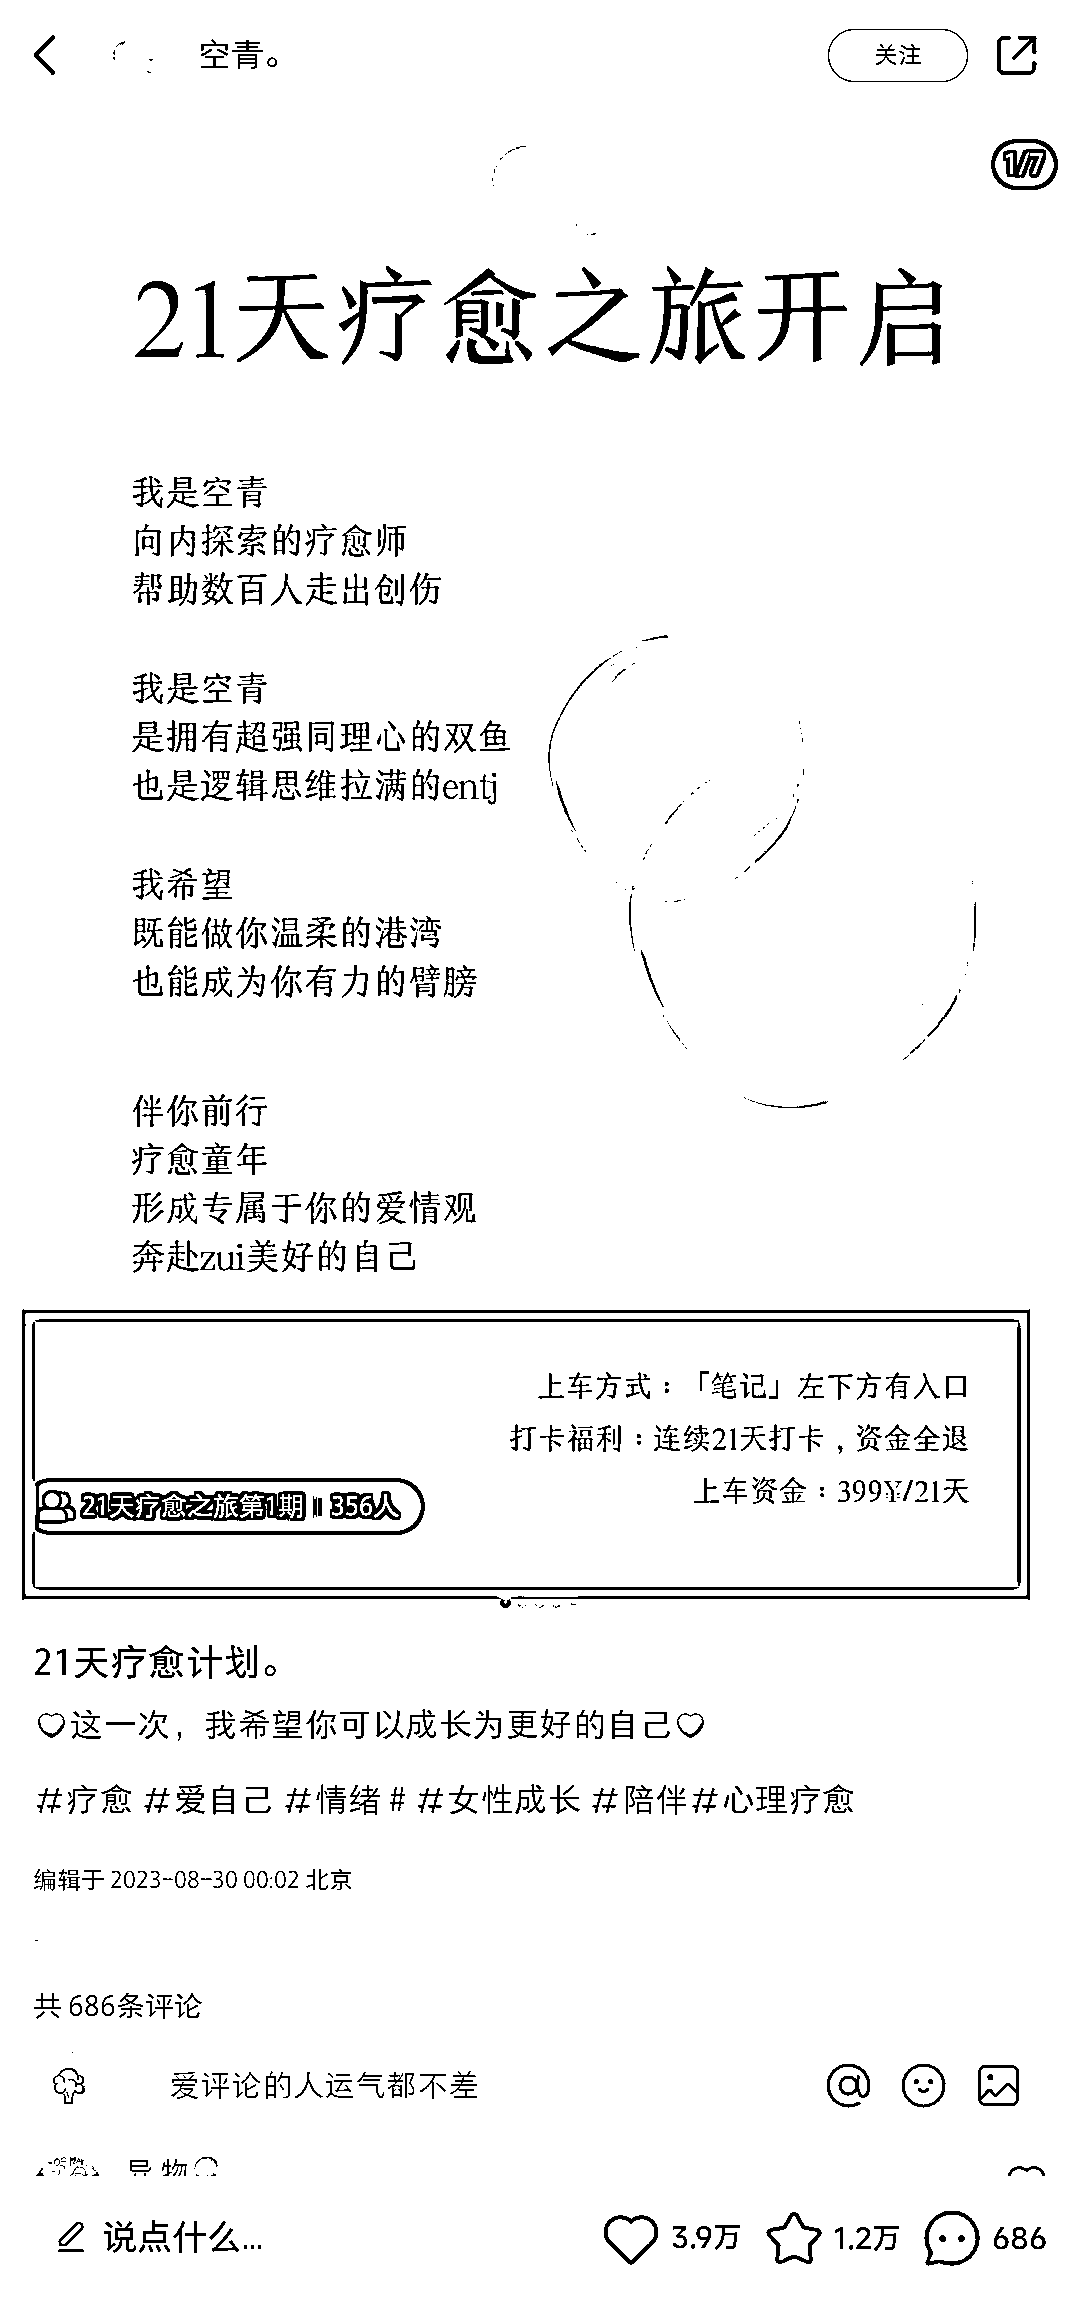 空青。
关注
1/7
21天疗愈之旅开启
我是空青
向内探索的疗愈师
帮助数百人走出创伤
我是空青
是拥有超强同理心的双鱼
也是逻辑思维拉满的entj
我希望
既能做你温柔的港湾
也能成为你有力的臂膀
伴你前行
疗愈童年
形成专属于你的爱情观
奔赴zui美好的自己
上车方式：「笔记」左下方有入口
打卡福利：连续21天打卡，资金全退
上车资金：399¥/21天
21天疗愈之旅第1期 | 356人
21天疗愈计划。
♡这一次，我希望你可以成长为更好的自己♡
#疗愈 #爱自己 #情绪# #女性成长 #陪伴#心理疗愈
编辑于 2023-08-30 00:02 北京
共 686条评论
爱评论的人运气都不差
说点什么...
3.9万
1.2万
686